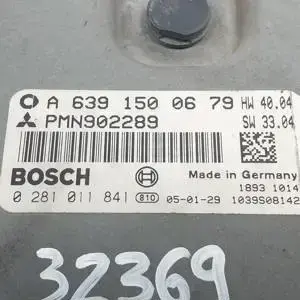 A 639 150 06 79 HW 40.04
PMN902289 SW 33.04
BOSCH Made in Germany
1893 1014
0 281 011 841 810 05-01-29 1039S08142
32369